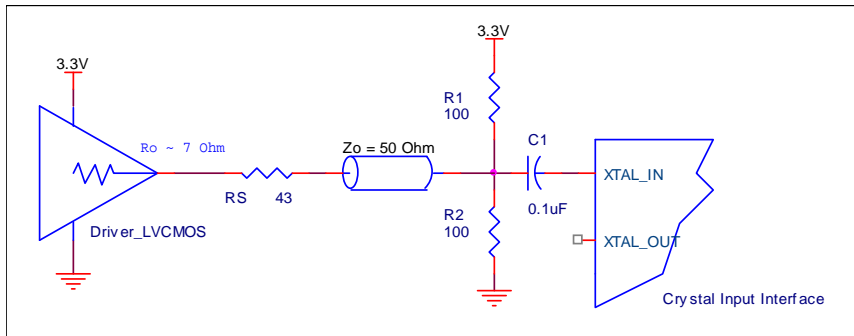 3.3V
3.3V
R1
100
Ro ~ 7 Ohm
Zo = 50 Ohm
C1
XTAL_IN
RS 43
0.1uF
R2
100
Driver_LVCMOS
XTAL_OUT
Crystal Input Interface